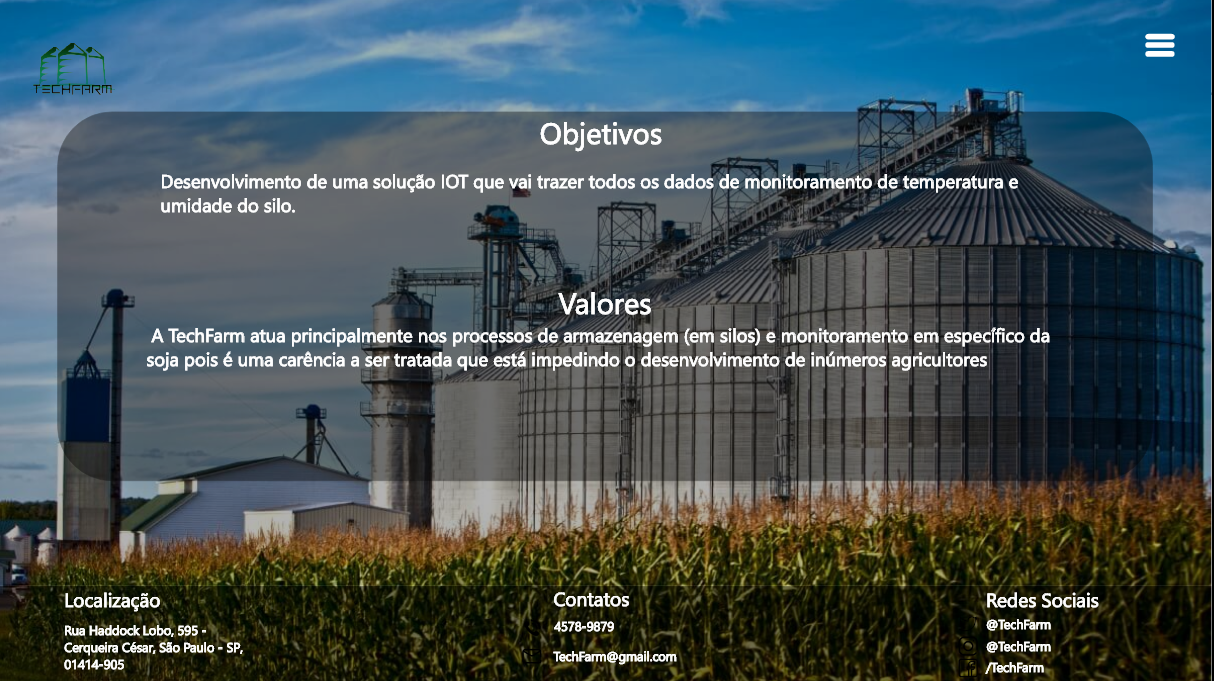 TECHFARM
Objetivos
Desenvolvimento de uma solução IOT que vai trazer todos os dados de monitoramento de temperatura e
umidade do silo.
Valores
A TechFarm atua principalmente nos processos de armazenagem (em silos) e monitoramento em específico da
soja pois é uma carência a ser tratada que está impedindo o desenvolvimento de inúmeros agricultores
Localização
Rua Haddock Lobo, 595 -
Cerqueira César, São Paulo - SP,
01414-905
Contatos
4578-9879
TechFarm@gmail.com
Redes Sociais
@TechFarm
@TechFarm
/TechFarm